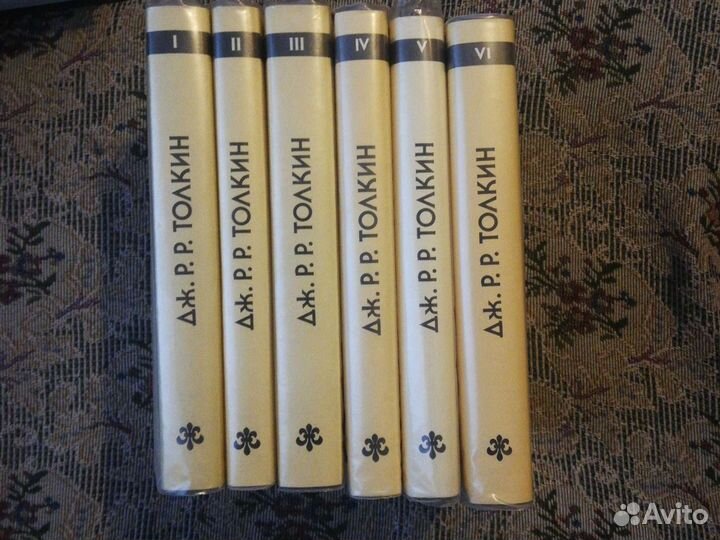 I
ДЖ. Р. Р. ТОЛКИН
II
ДЖ. Р. Р. ТОЛКИН
III
ДЖ. Р. Р. ТОЛКИН
IV
ДЖ. Р. Р. ТОЛКИН
V
ДЖ. Р. Р. ТОЛКИН
VI
ДЖ. Р. Р. ТОЛКИН
Avito